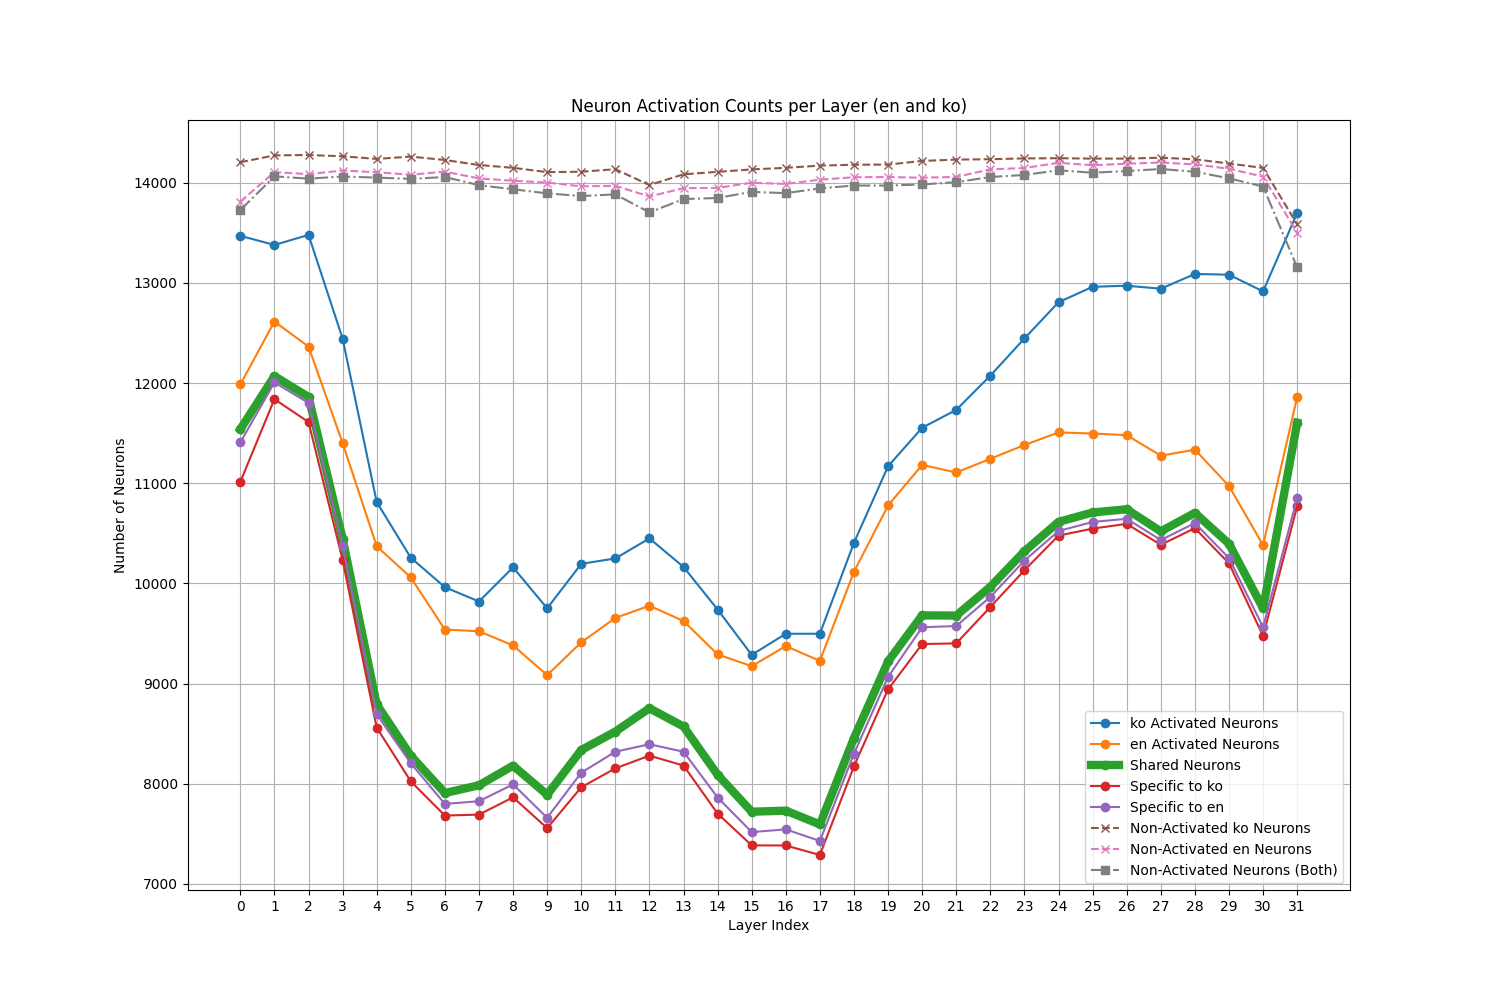 Neuron Activation Counts per Layer (en and ko)
14000
13000
12000
11000
10000
9000
8000
7000
Number of Neurons
0 1 2 3 4 5 6 7 8 9 10 11 12 13 14 15 16 17 18 19 20 21 22 23 24 25 26 27 28 29 30 31
Layer Index
ko Activated Neurons
en Activated Neurons
Shared Neurons
Specific to ko
Specific to en
Non-Activated ko Neurons
Non-Activated en Neurons
Non-Activated Neurons (Both)